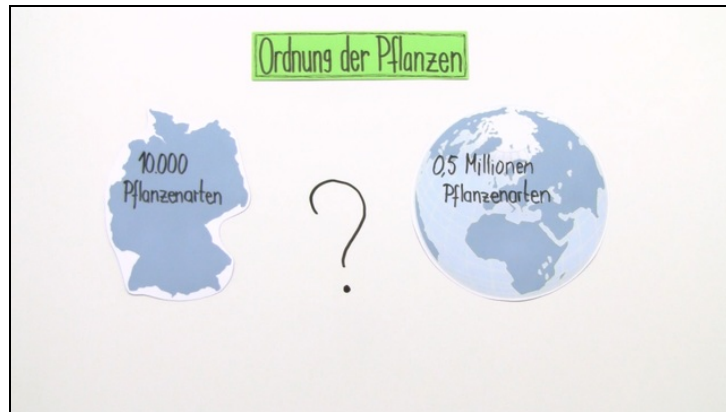 Ordnung der Pflanzen
10.000
Pflanzenarten
?
0,5 Millionen
Pflanzenarten